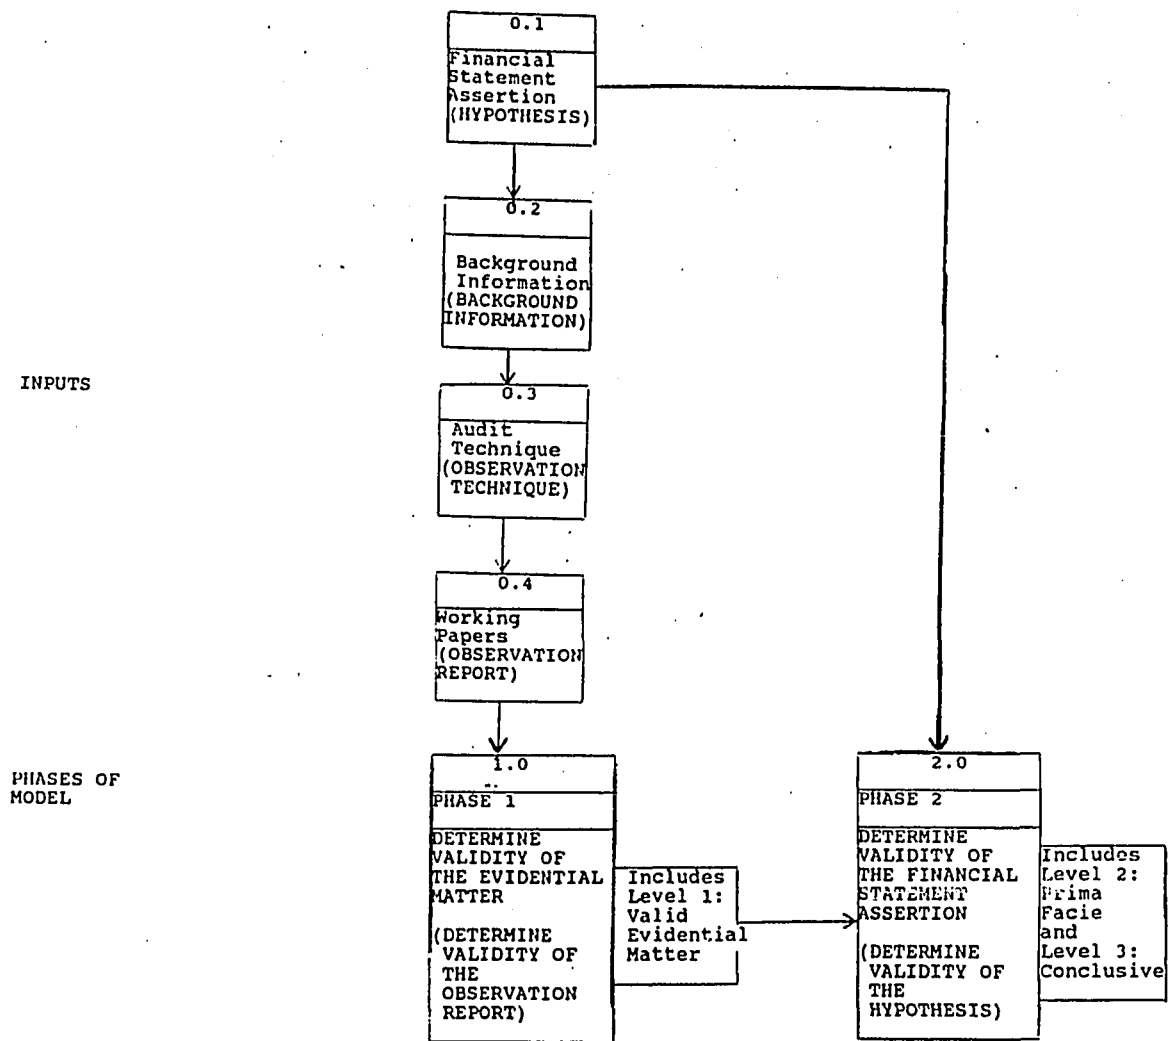 0.1
Financial
Statement
Assertion
(HYPOTHESIS)
0.2
Background
Information
(BACKGROUND
INFORMATION)
INPUTS
0.3
Audit
Technique
(OBSERVATION
TECHNIQUE)
0.4
Working
Papers
(OBSERVATION
REPORT)
PHASES OF
MODEL
1.0
PHASE 1
DETERMINE
VALIDITY OF
THE EVIDENTIAL
MATTER
(DETERMINE
VALIDITY OF
THE
OBSERVATION
REPORT)
Includes
Level 1:
Valid
Evidential
Matter
2.0
PHASE 2
DETERMINE
VALIDITY OF
THE FINANCIAL
STATEMENT
ASSERTION
(DETERMINE
VALIDITY OF
THE
HYPOTHESIS)
Includes
Level 2:
Prima
Facie
and
Level 3:
Conclusive